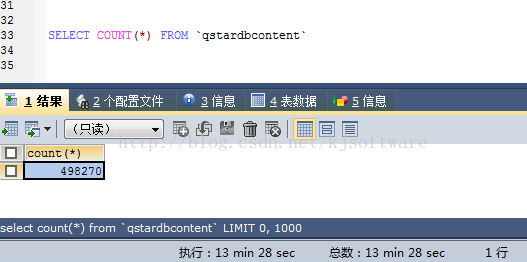 31
32
33 SELECT COUNT(*) FROM `qstardbcontent`
34
35
1 结果 2 个配置文件 3 信息 4 表数据 5 信息
（只读）
http://blog.csdn.net/kjsoftware
count(*)
498270
select count(*) from `qstardbcontent` LIMIT 0, 1000
执行：13 min 28 sec 总数：13 min 28 sec 1 行